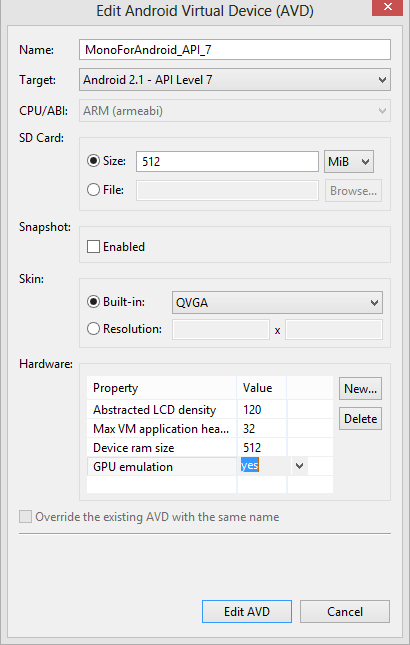 Edit Android Virtual Device (AVD)
Name: MonoForAndroid_API_7
Target: Android 2.1 - API Level 7
CPU/ABI: ARM (armeabi)
SD Card:
Size: 512 MiB
File: Browse...
Snapshot:
Enabled
Skin:
Built-in: QVGA
Resolution: x
Hardware:
Property Value New...
Abstracted LCD density 120
Max VM application hea... 32
Delete
Device ram size 512
GPU emulation yes
Override the existing AVD with the same name
Edit AVD Cancel